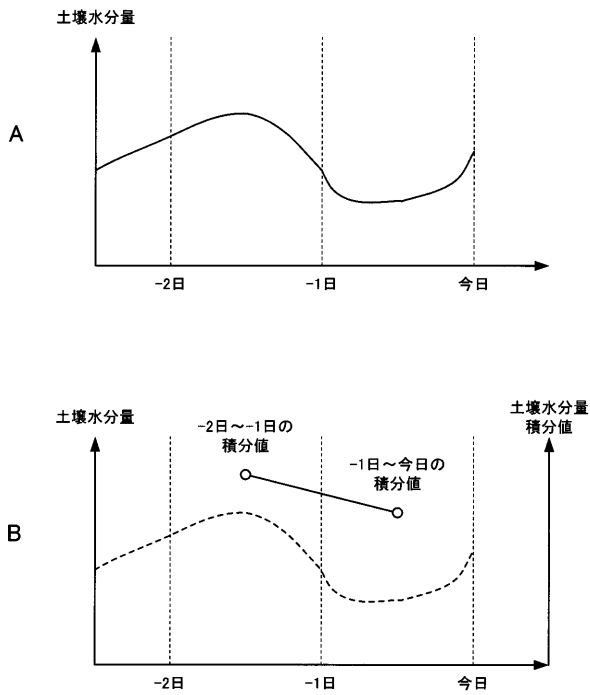 土壌水分量
A
-2日
-1日
今日
土壌水分量
土壌水分量
積分値
-2日～-1日の
積分値
-1日～今日の
積分値
B
-2日
-1日
今日